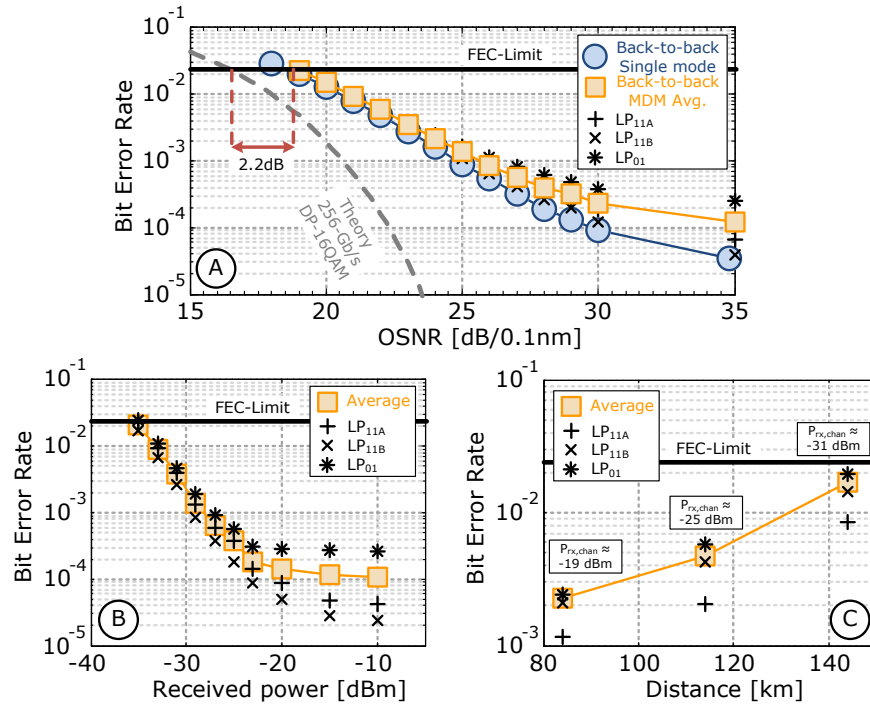 10⁻¹
10⁻²
10⁻³
10⁻⁴
10⁻⁵
Bit Error Rate
FEC-Limit
Back-to-back
Single mode
Back-to-back
MDM Avg.
LP11A
LP11B
LP01
2.2dB
Theory
256-Gb/s
DP-16QAM
A
15 20 25 30 35
OSNR [dB/0.1nm]
10⁻¹
10⁻²
10⁻³
10⁻⁴
10⁻⁵
Bit Error Rate
FEC-Limit
Average
LP11A
LP11B
LP01
B
-40 -30 -20 -10
Received power [dBm]
10⁻¹
10⁻²
10⁻³
Bit Error Rate
Average
LP11A
LP11B
LP01
FEC-Limit
Prx,chan ≈
-31 dBm
Prx,chan ≈
-25 dBm
Prx,chan ≈
-19 dBm
C
80 100 120 140
Distance [km]